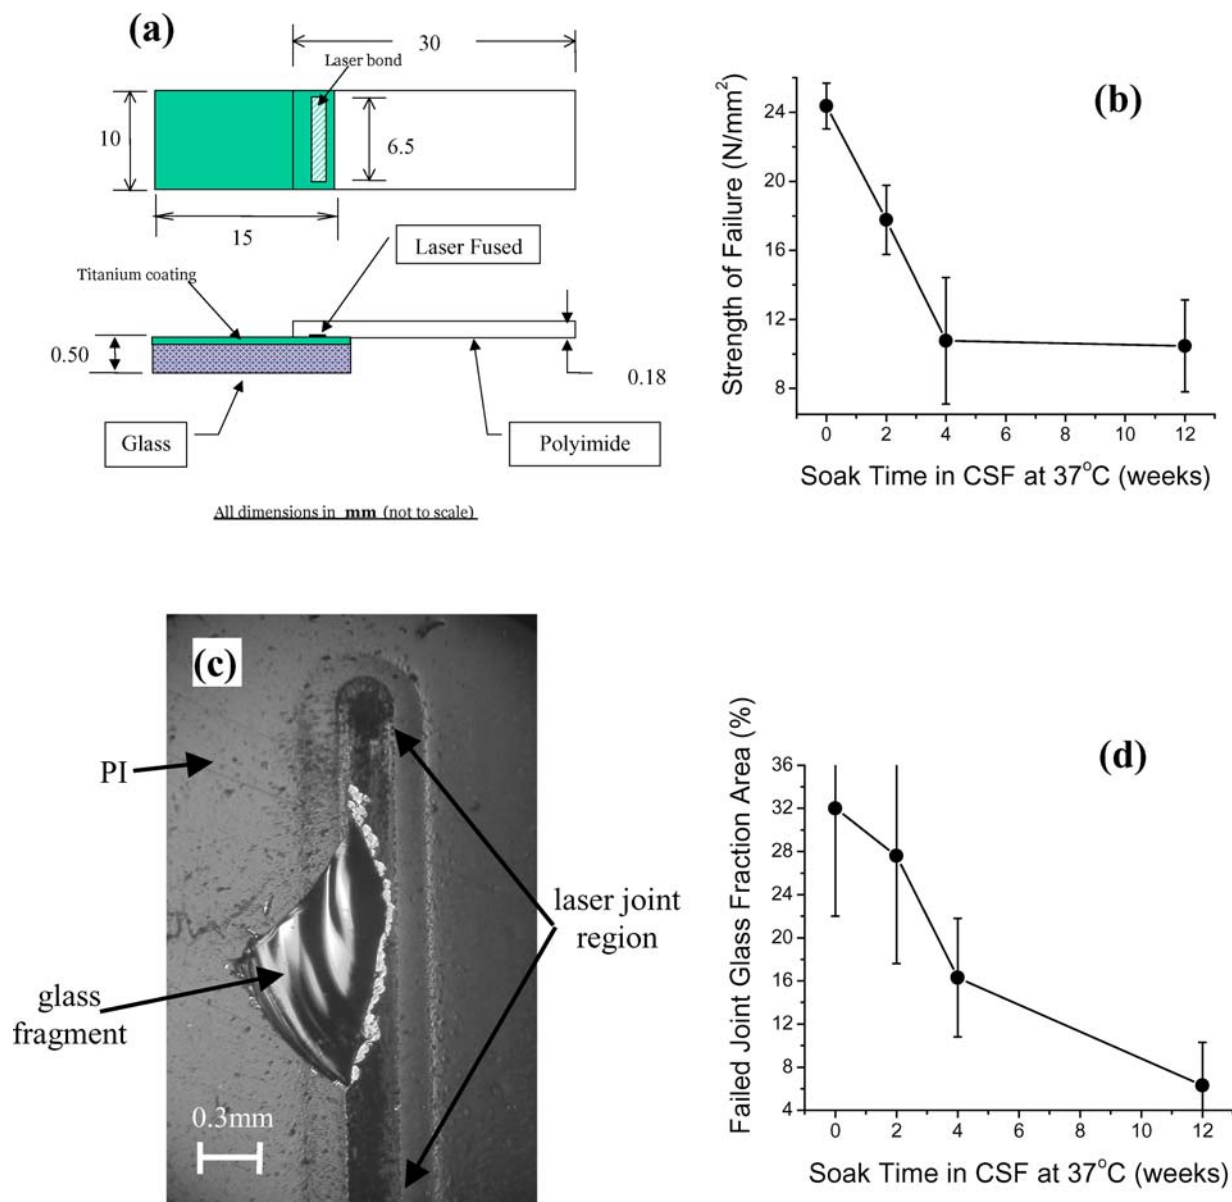 (a)
30
Laser bond
10
6.5
15
Laser Fused
Titanium coating
0.50
0.18
Glass
Polyimide
All dimensions in mm (not to scale)
(b)
Strength of Failure (N/mm²)
24
20
16
12
8
0 2 4 6 8 10 12
Soak Time in CSF at 37°C (weeks)
(c)
PI
laser joint
region
glass
fragment
0.3mm
(d)
Failed Joint Glass Fraction Area (%)
36
32
28
24
20
16
12
8
4
0 2 4 6 8 10 12
Soak Time in CSF at 37°C (weeks)